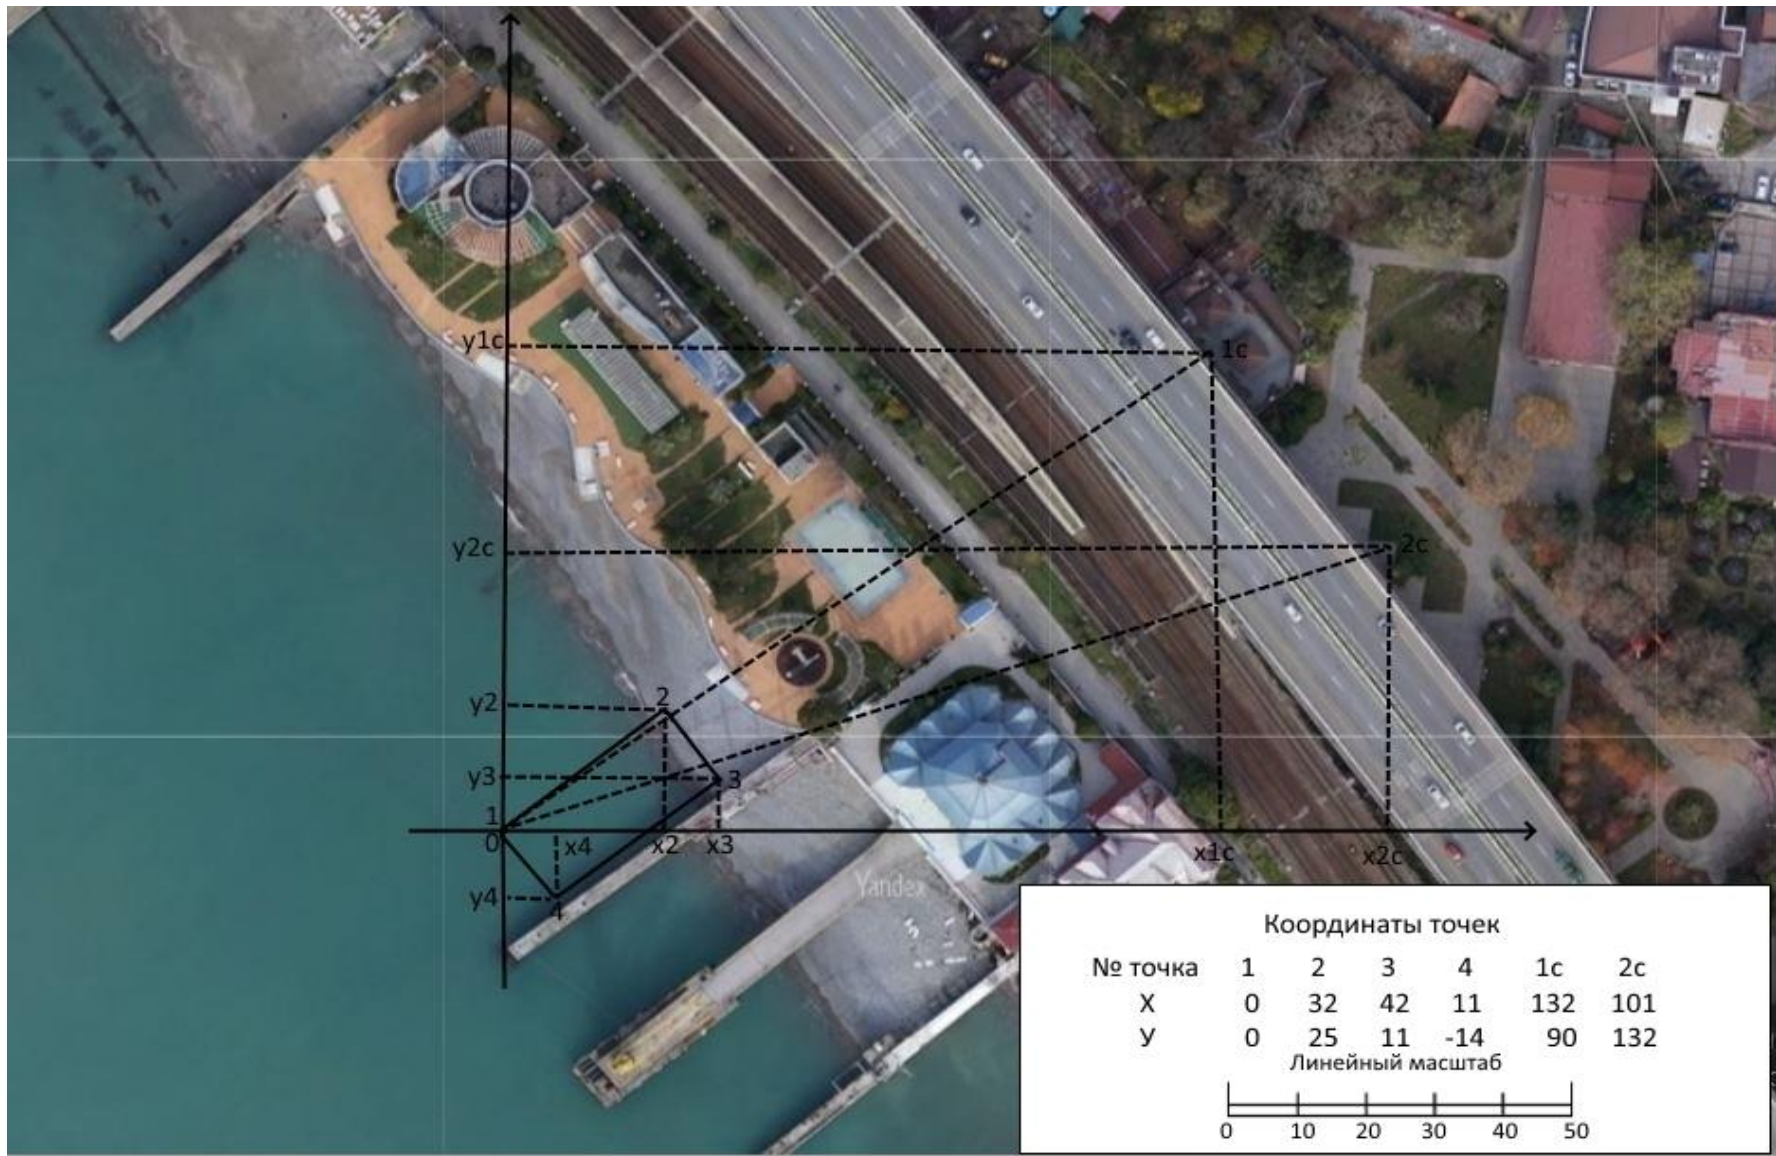 y1c
1c
y2c
2c
y2
2
y3
3
1
0
x4
x2
x3
x1c
x2c
y4
4
Yandex
Координаты точек
№ точка 1 2 3 4 1с 2с
Х 0 32 42 11 132 101
У 0 25 11 -14 90 132
Линейный масштаб
0 10 20 30 40 50